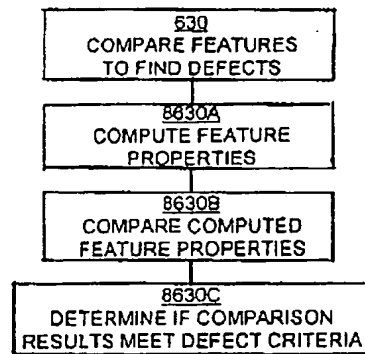 630
COMPARE FEATURES
TO FIND DEFECTS
8630A
COMPUTE FEATURE
PROPERTIES
8630B
COMPARE COMPUTED
FEATURE PROPERTIES
8630C
DETERMINE IF COMPARISON
RESULTS MEET DEFECT CRITERIA